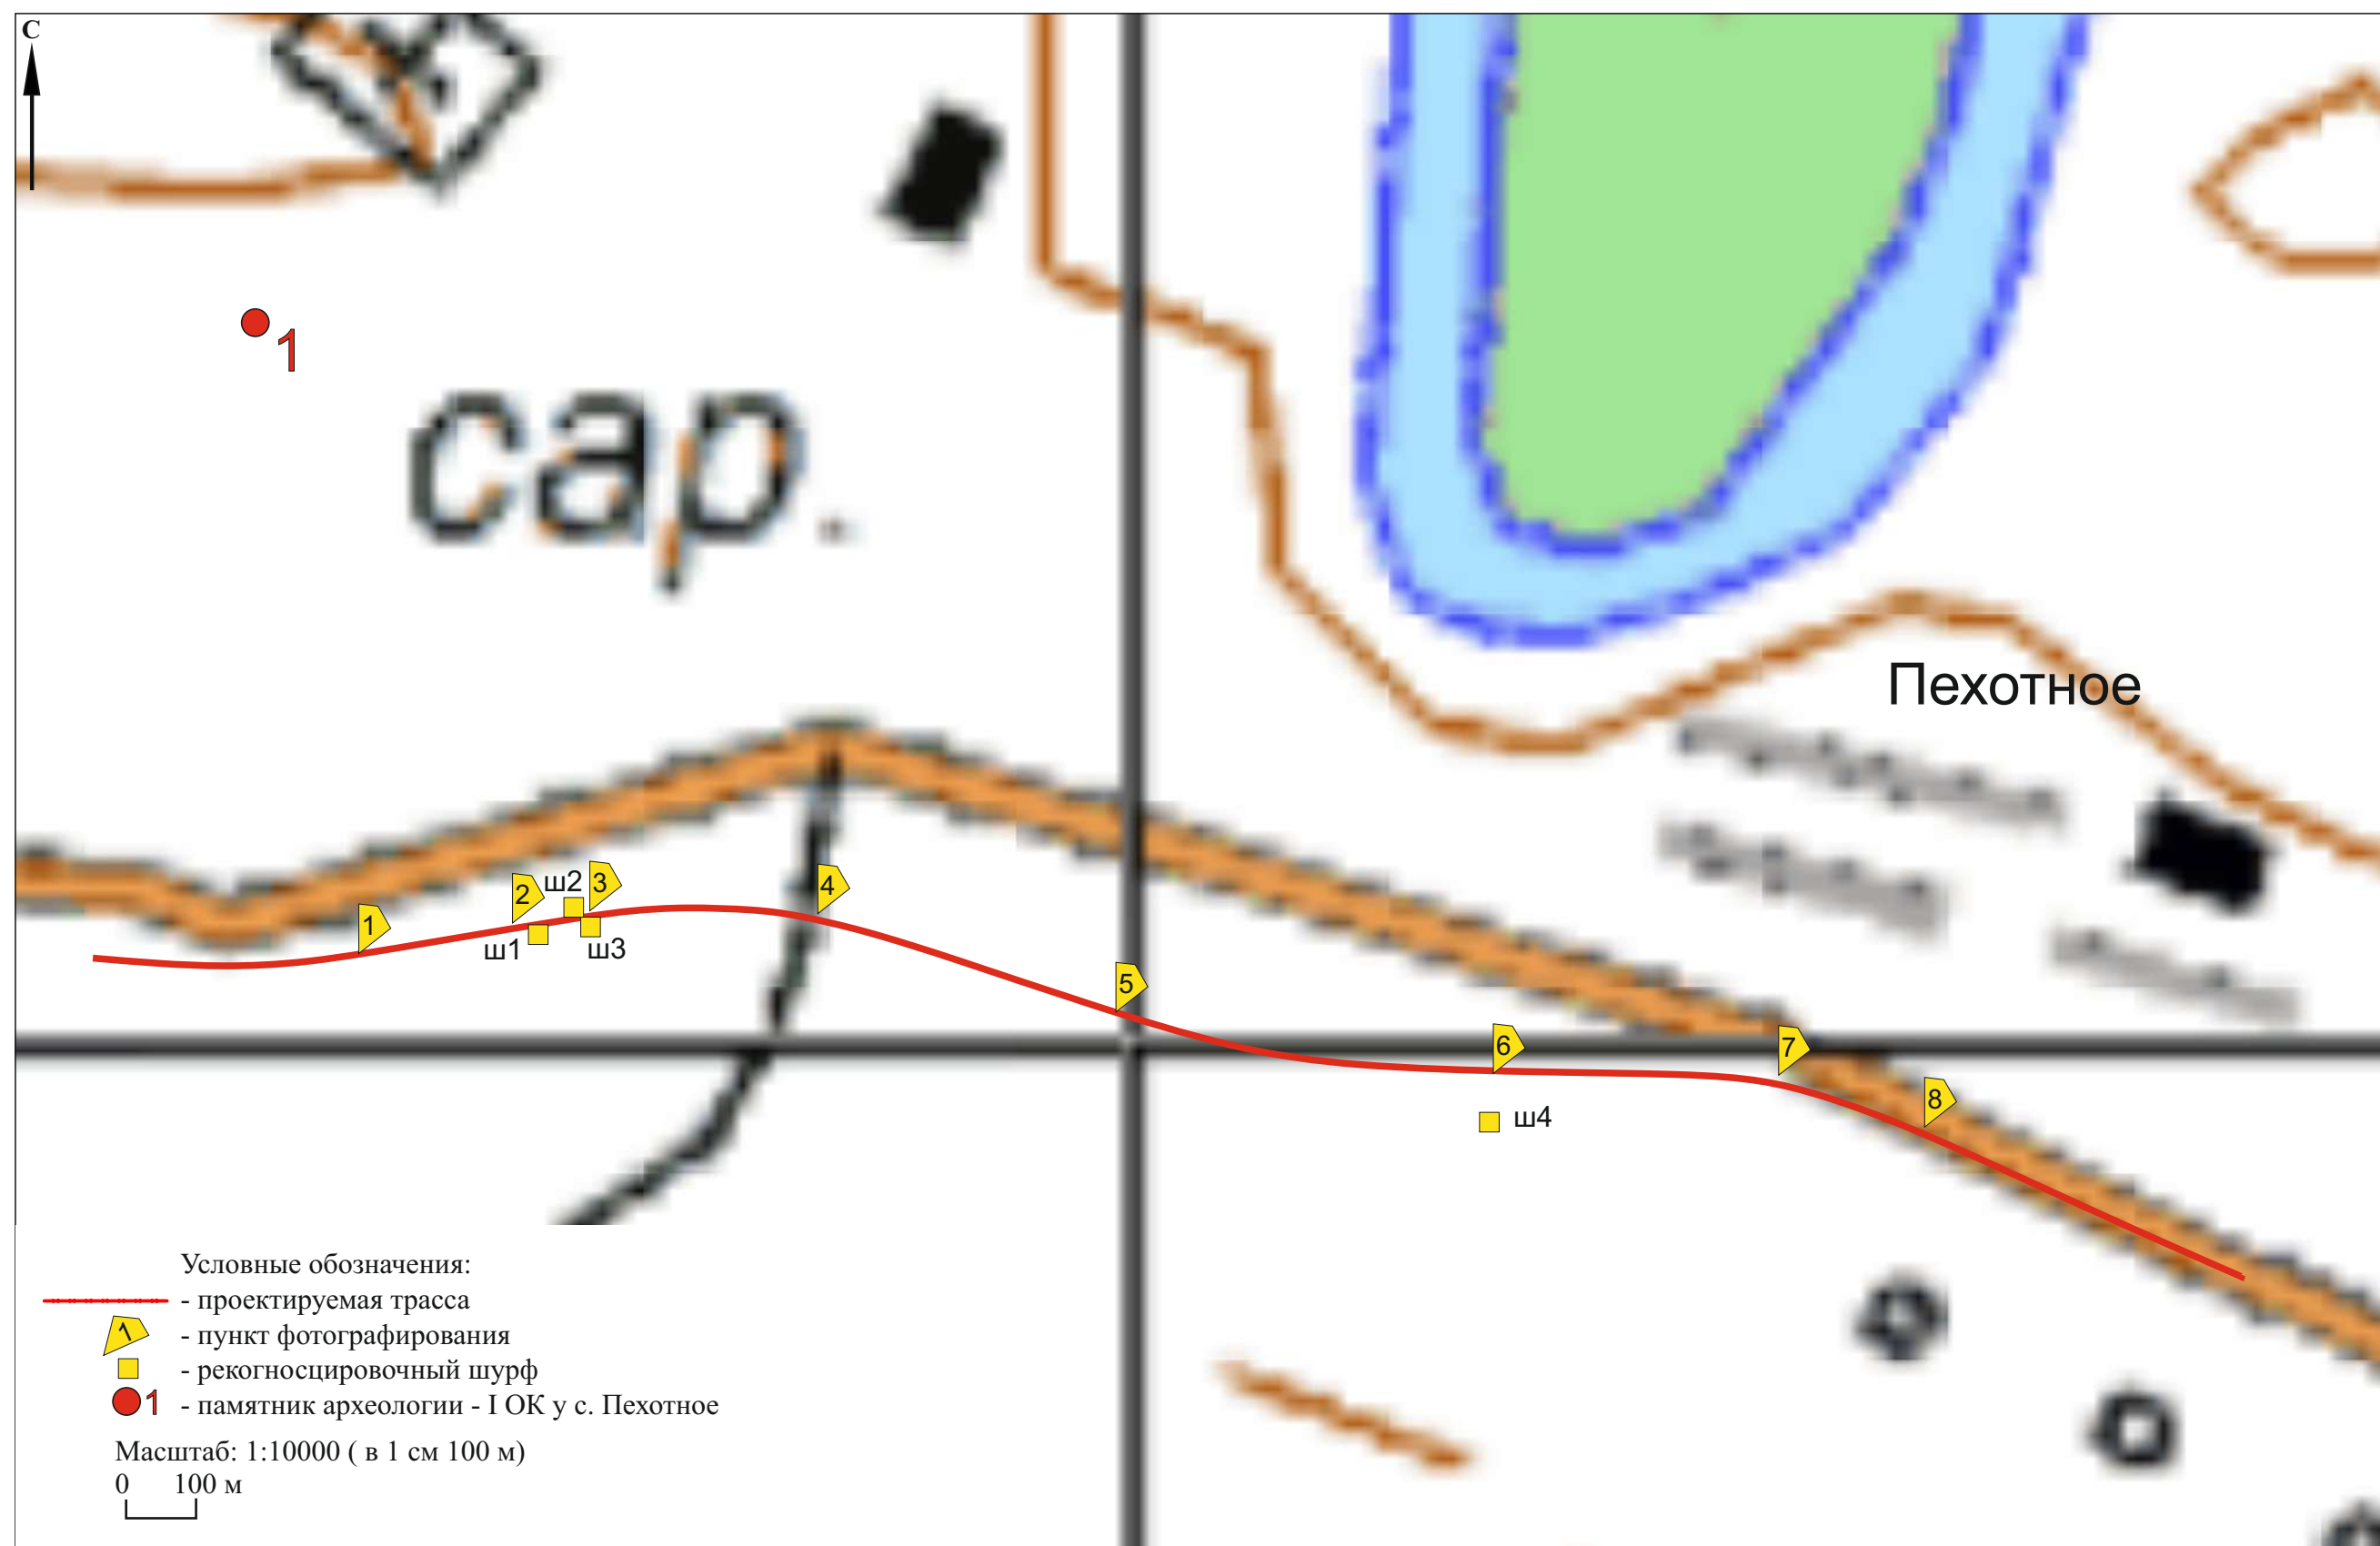 С
1
сар.
Пехотное
1
2
ш2
3
4
ш1
ш3
5
6
7
8
ш4
Условные обозначения:
- проектируемая трасса
1 - пункт фотографирования
- рекогносцировочный шурф
1 - памятник археологии - I ОК у с. Пехотное
Масштаб: 1:10000 ( в 1 см 100 м)
0 100 м